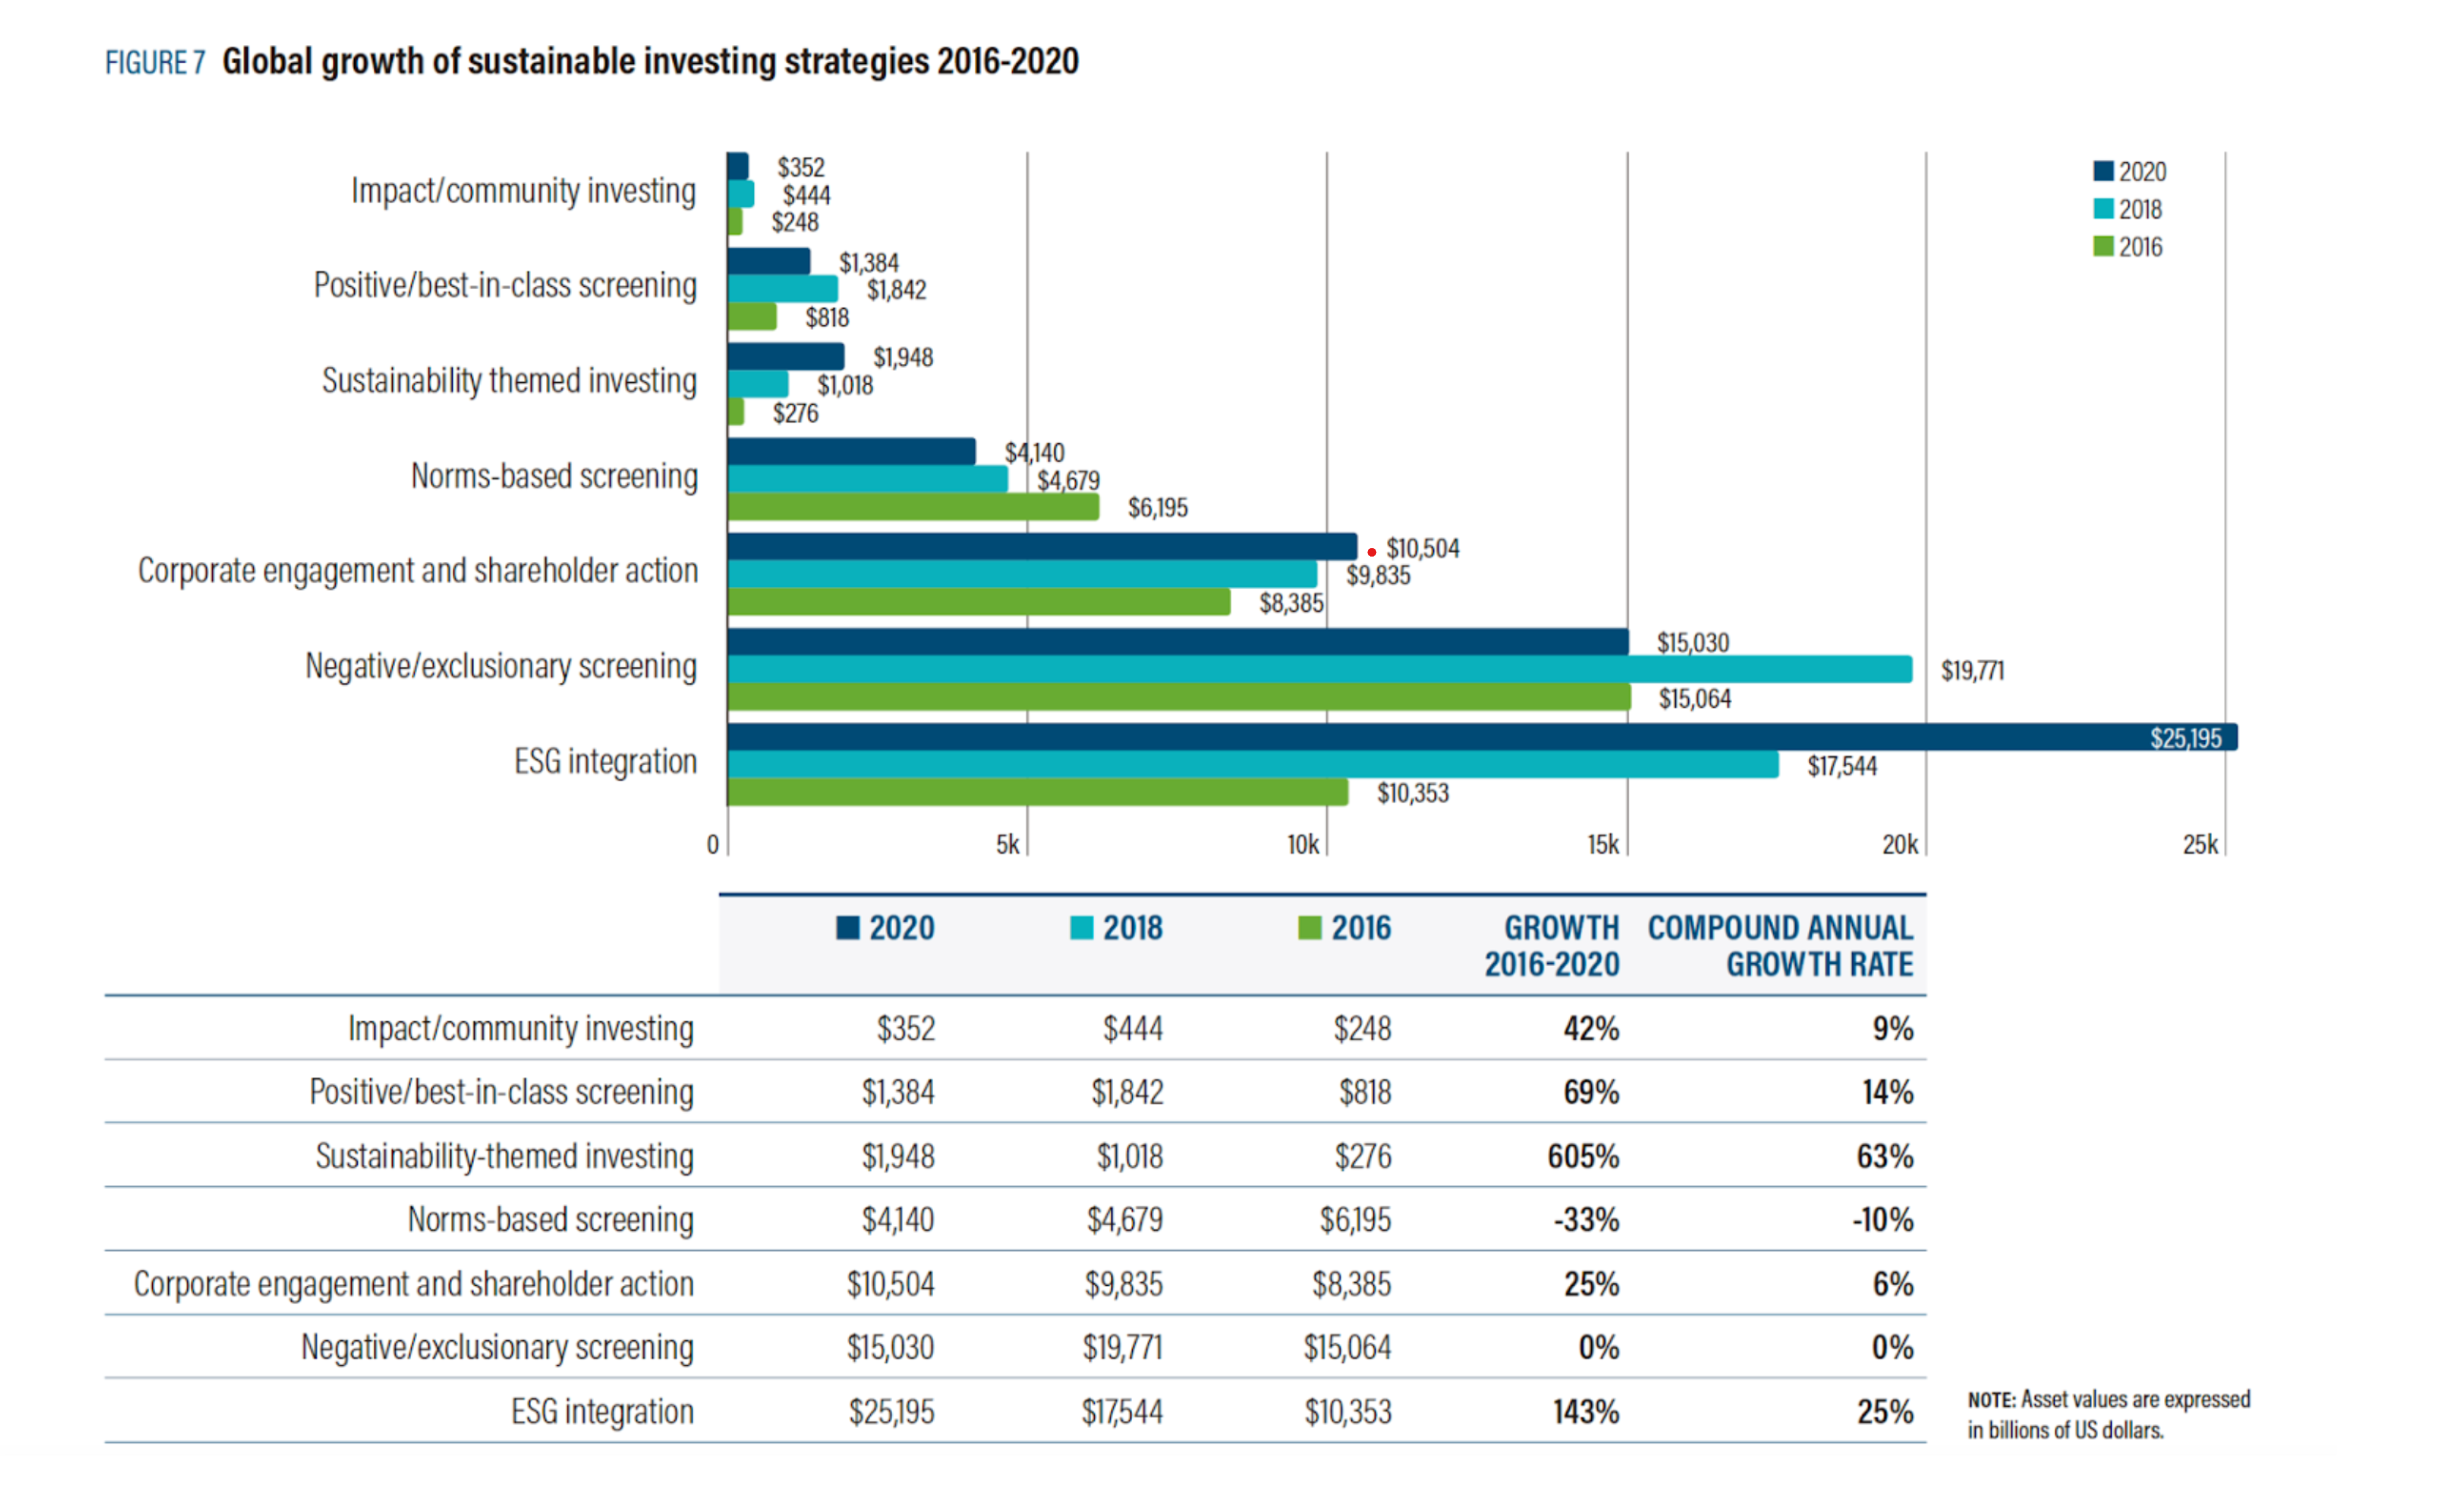 FIGURE 7 Global growth of sustainable investing strategies 2016-2020
2020
2018
2016
Impact/community investing
$352
$444
$248
Positive/best-in-class screening
$1,384
$1,842
$818
Sustainability themed investing
$1,948
$1,018
$276
Norms-based screening
$4,140
$4,679
$6,195
Corporate engagement and shareholder action
$10,504
$9,835
$8,385
Negative/exclusionary screening
$15,030
$19,771
$15,064
ESG integration
$25,195
$17,544
$10,353
0 5k 10k 15k 20k 25k
2020 2018 2016 GROWTH 2016-2020 COMPOUND ANNUAL GROWTH RATE
Impact/community investing $352 $444 $248 42% 9%
Positive/best-in-class screening $1,384 $1,842 $818 69% 14%
Sustainability-themed investing $1,948 $1,018 $276 605% 63%
Norms-based screening $4,140 $4,679 $6,195 -33% -10%
Corporate engagement and shareholder action $10,504 $9,835 $8,385 25% 6%
Negative/exclusionary screening $15,030 $19,771 $15,064 0% 0%
ESG integration $25,195 $17,544 $10,353 143% 25%
NOTE: Asset values are expressed
in billions of US dollars.